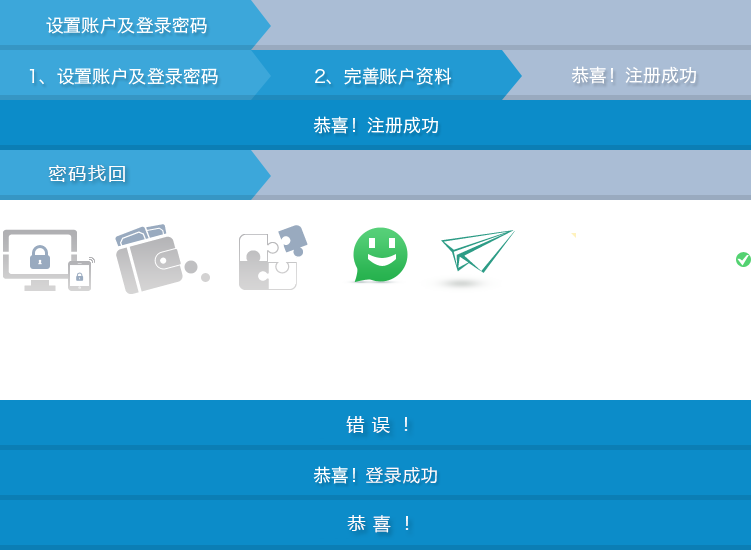 设置账户及登录密码
1、设置账户及登录密码 2、完善账户资料 恭喜！注册成功
恭喜！注册成功
密码找回
错误！
恭喜！登录成功
恭喜！